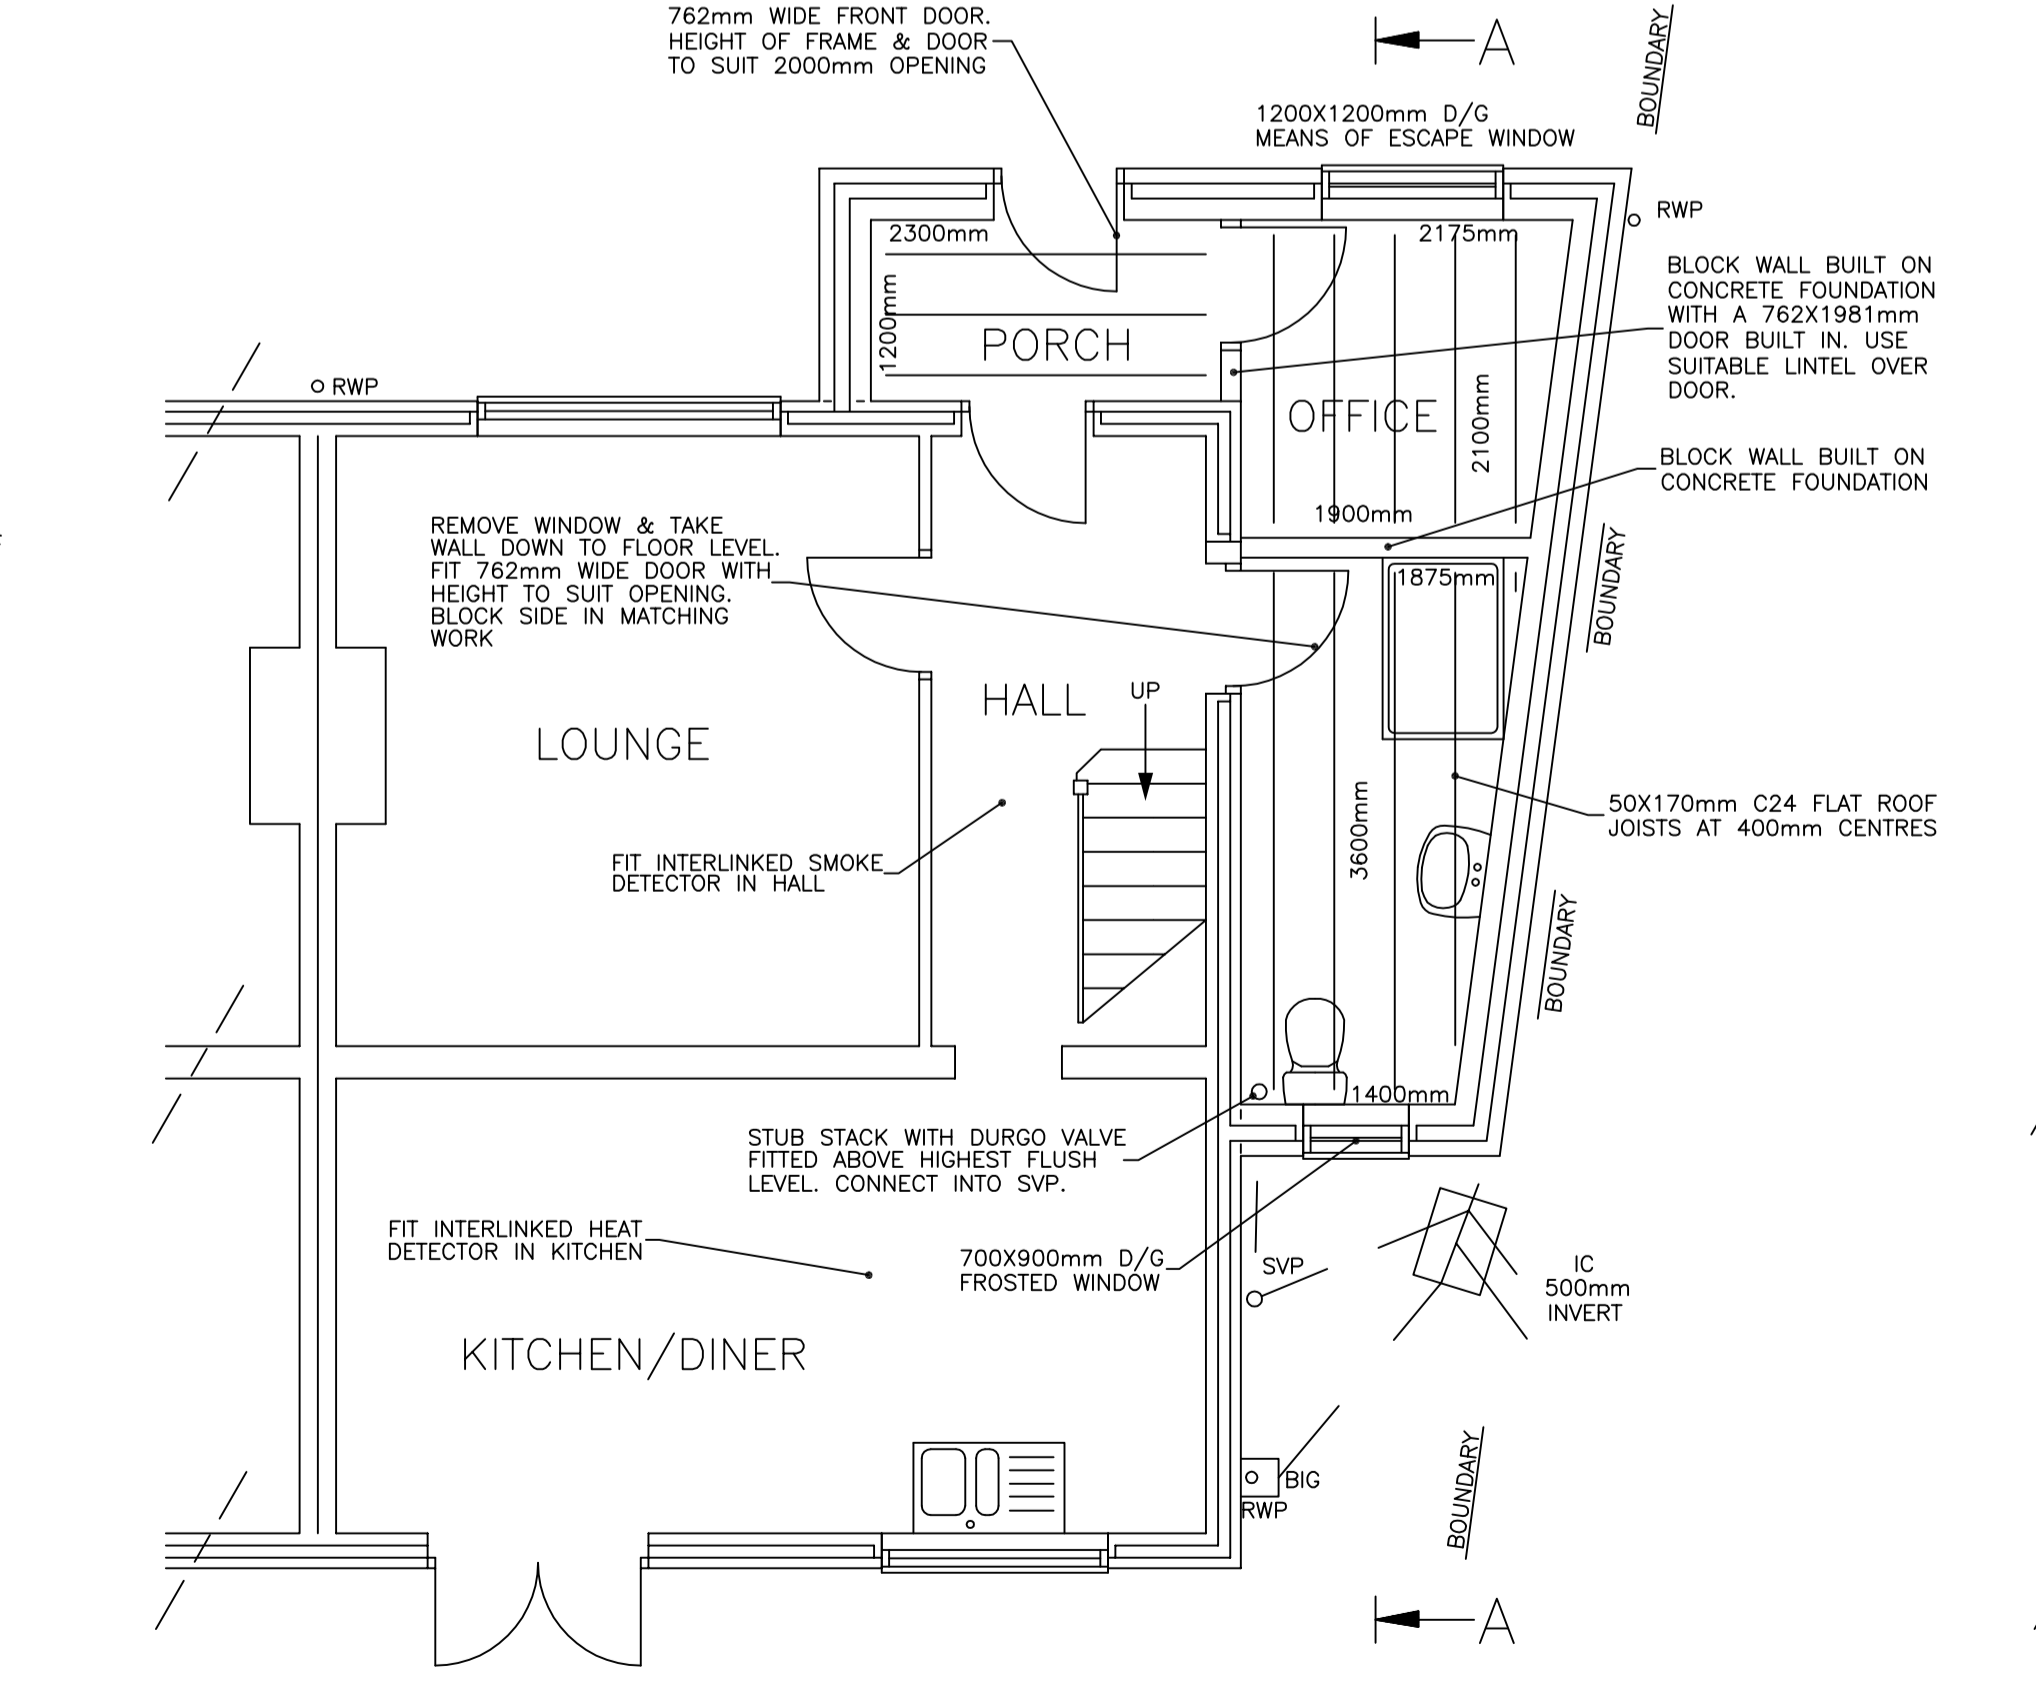 762mm WIDE FRONT DOOR.
HEIGHT OF FRAME & DOOR
TO SUIT 2000mm OPENING
A
BOUNDARY
1200X1200mm D/G
MEANS OF ESCAPE WINDOW
RWP
2300mm
2175mm
1200mm
PORCH
BLOCK WALL BUILT ON
CONCRETE FOUNDATION
WITH A 762X1981mm
DOOR BUILT IN. USE
SUITABLE LINTEL OVER
DOOR.
RWP
OFFICE
2100mm
BLOCK WALL BUILT ON
CONCRETE FOUNDATION
1900mm
REMOVE WINDOW & TAKE
WALL DOWN TO FLOOR LEVEL.
FIT 762mm WIDE DOOR WITH
HEIGHT TO SUIT OPENING.
BLOCK SIDE IN MATCHING
WORK
1875mm
BOUNDARY
HALL
UP
LOUNGE
50X170mm C24 FLAT ROOF
JOISTS AT 400mm CENTRES
3600mm
FIT INTERLINKED SMOKE
DETECTOR IN HALL
BOUNDARY
1400mm
STUB STACK WITH DURGO VALVE
FITTED ABOVE HIGHEST FLUSH
LEVEL. CONNECT INTO SVP.
FIT INTERLINKED HEAT
DETECTOR IN KITCHEN
700X900mm D/G
FROSTED WINDOW
SVP
IC
500mm
INVERT
KITCHEN/DINER
BIG
RWP
BOUNDARY
A